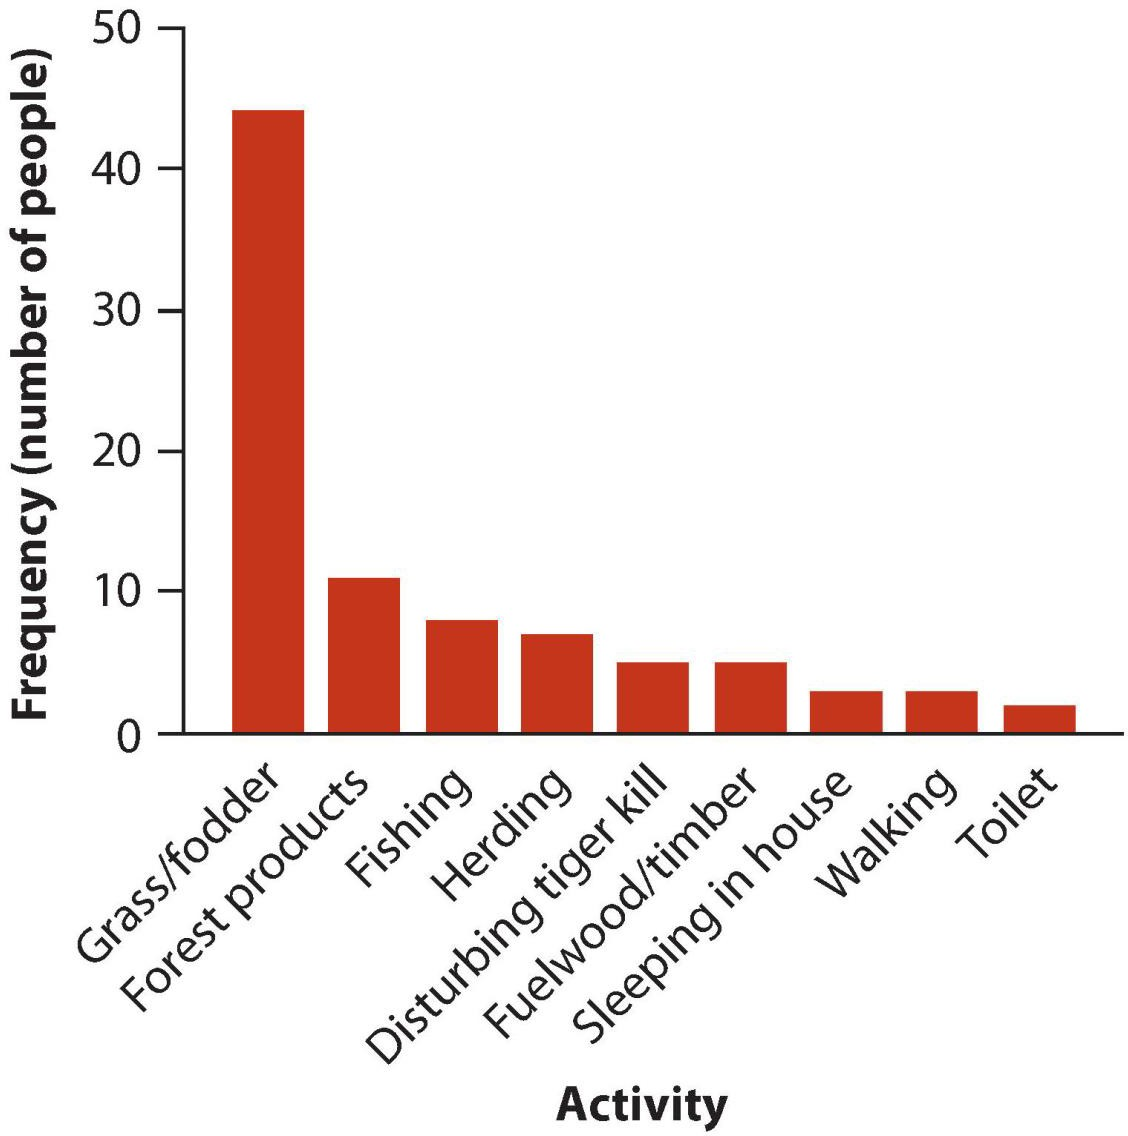 Frequency (number of people)
50
40
30
20
10
0
Grass/fodder
Forest products
Fishing
Herding
Disturbing tiger kill
Fuelwood/timber
Sleeping in house
Walking
Toilet
Activity